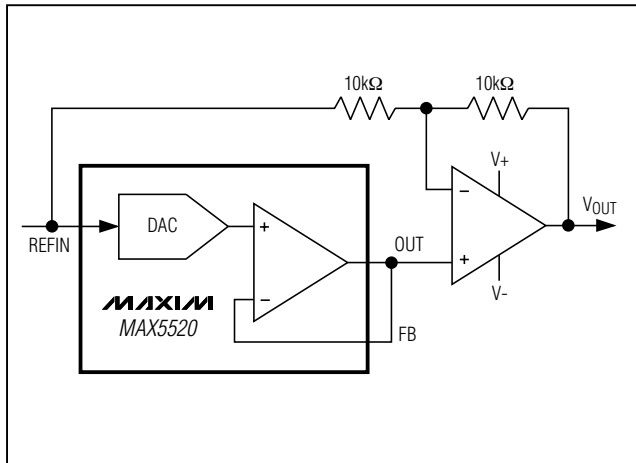 10kΩ 10kΩ
V+
DAC
REFIN
OUT
VOUT
+
-
-
+
V-
MAXIM
MAX5520
FB